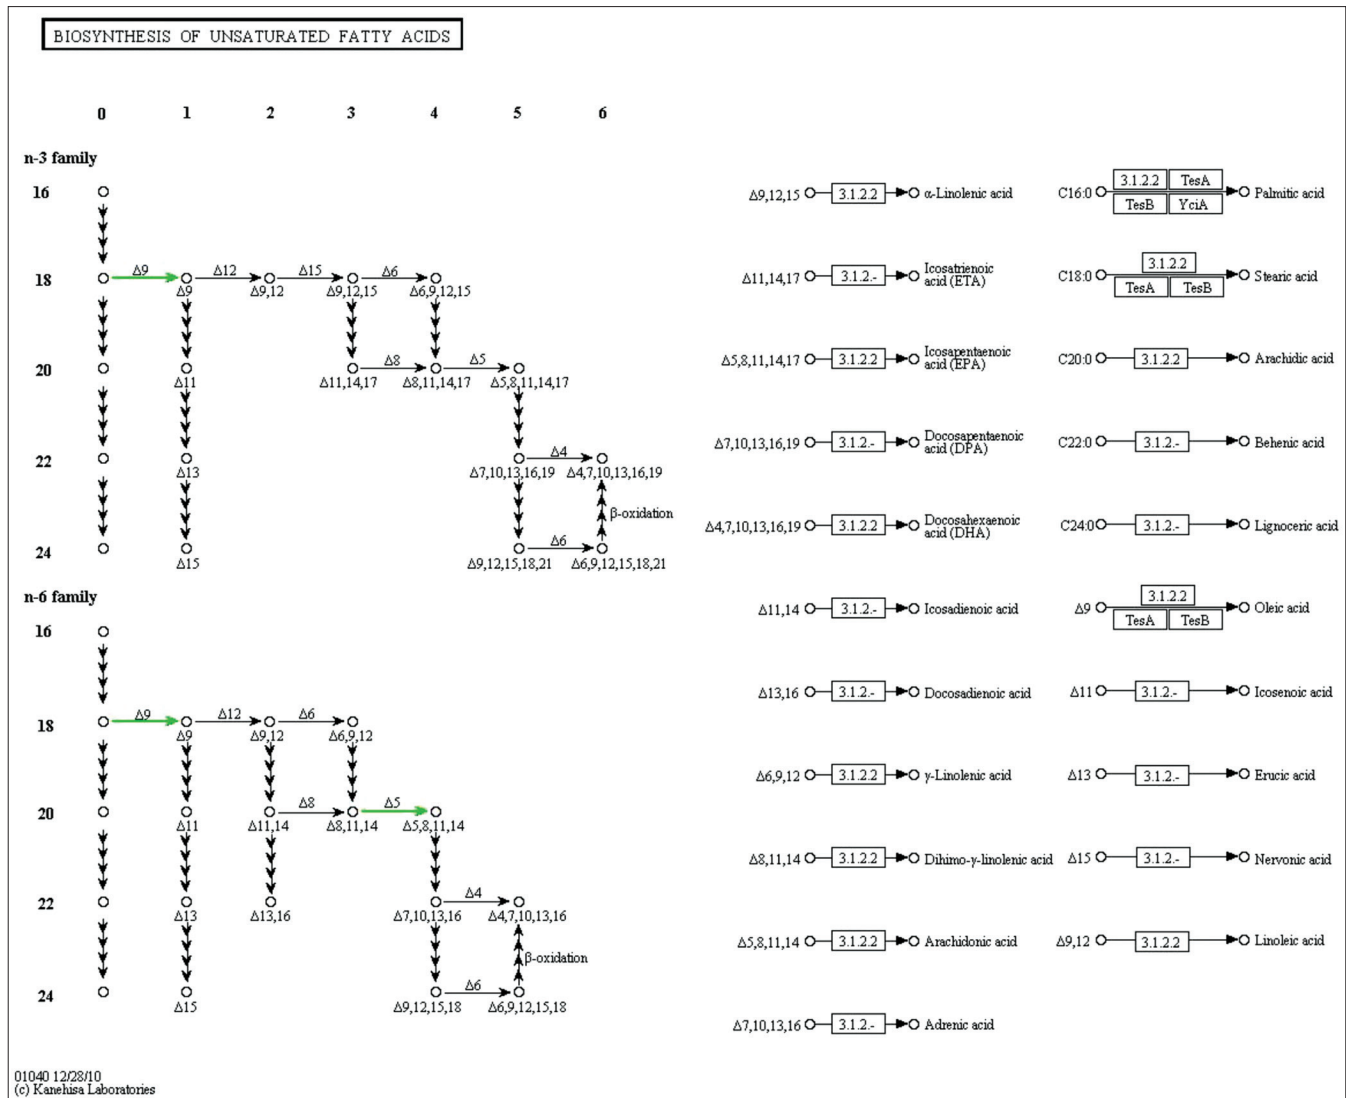 BIOSYNTHESIS OF UNSATURATED FATTY ACIDS
0 1 2 3 4 5 6
n-3 family
16
18
Δ9 Δ12 Δ15 Δ6
Δ9 Δ9,12 Δ9,12,15 Δ6,9,12,15
20
Δ8 Δ5
Δ11 Δ11,14,17 Δ8,11,14,17 Δ5,8,11,14,17
22
Δ4
Δ13 Δ7,10,13,16,19 Δ4,7,10,13,16,19
β-oxidation
24
Δ6
Δ15 Δ9,12,15,18,21 Δ6,9,12,15,18,21
n-6 family
16
18
Δ9 Δ12 Δ6
Δ9 Δ9,12 Δ6,9,12
20
Δ8 Δ5
Δ11 Δ11,14 Δ8,11,14 Δ5,8,11,14
22
Δ4
Δ13 Δ13,16 Δ7,10,13,16 Δ4,7,10,13,16
β-oxidation
24
Δ6
Δ15 Δ9,12,15,18 Δ6,9,12,15,18
Δ9,12,15 3.1.2.2 α-Linolenic acid
Δ11,14,17 3.1.2.- Icosatrienoic
acid (ETA)
Δ5,8,11,14,17 3.1.2.2 Icosapentaenoic
acid (EPA)
Δ7,10,13,16,19 3.1.2.- Docosapentaenoic
acid (DPA)
Δ4,7,10,13,16,19 3.1.2.2 Docosahexaenoic
acid (DHA)
Δ11,14 3.1.2.- Icosadienoic acid
Δ13,16 3.1.2.- Docosadienoic acid
Δ6,9,12 3.1.2.2 γ-Linolenic acid
Δ8,11,14 3.1.2.2 Dihimo-γ-linolenic acid
Δ5,8,11,14 3.1.2.2 Arachidonic acid
Δ7,10,13,16 3.1.2.- Adrenic acid
3.1.2.2 TesA
C16:0 Palmitic acid
TesB YciA
3.1.2.2
C18:0 Stearic acid
TesA TesB
C20:0 3.1.2.2 Arachidic acid
C22:0 3.1.2.- Behenic acid
C24:0 3.1.2.- Lignoceric acid
3.1.2.2
Δ9 Oleic acid
TesA TesB
Δ11 3.1.2.- Icosenoic acid
Δ13 3.1.2.- Erucic acid
Δ15 3.1.2.- Nervonic acid
Δ9,12 3.1.2.2 Linoleic acid
01040 12/28/10
(c) Kanehisa Laboratories